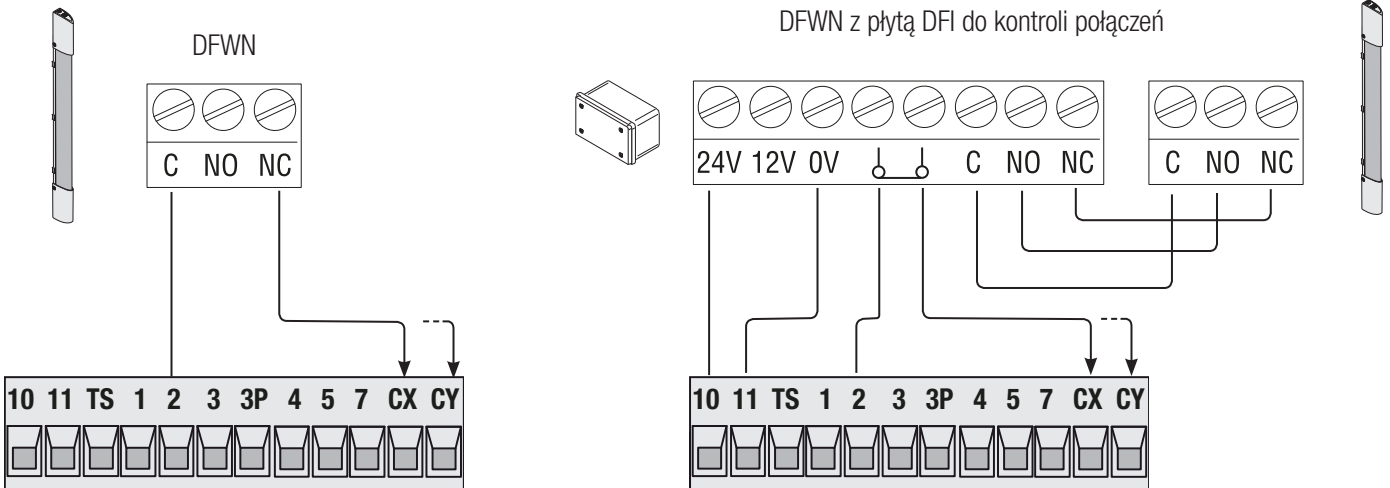 DFWN
C NO NC
10 11 TS 1 2 3 3P 4 5 7 CX CY
DFWN z płytą DFI do kontroli połączeń
24V 12V 0V C NO NC
C NO NC
10 11 TS 1 2 3 3P 4 5 7 CX CY